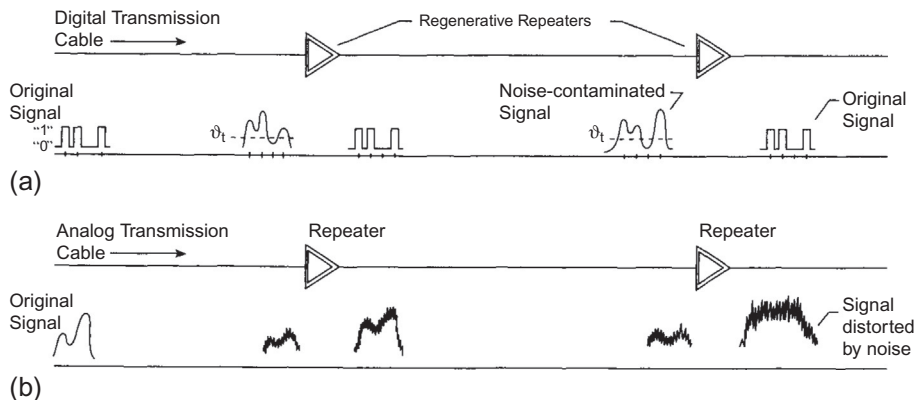 Digital Transmission
Cable
Regenerative Repeaters
Original
Signal
"1"
"0"
ϑt
Noise-contaminated
Signal
ϑt
Original
Signal
(a)
Analog Transmission
Cable
Repeater
Repeater
Original
Signal
Signal
distorted
by noise
(b)